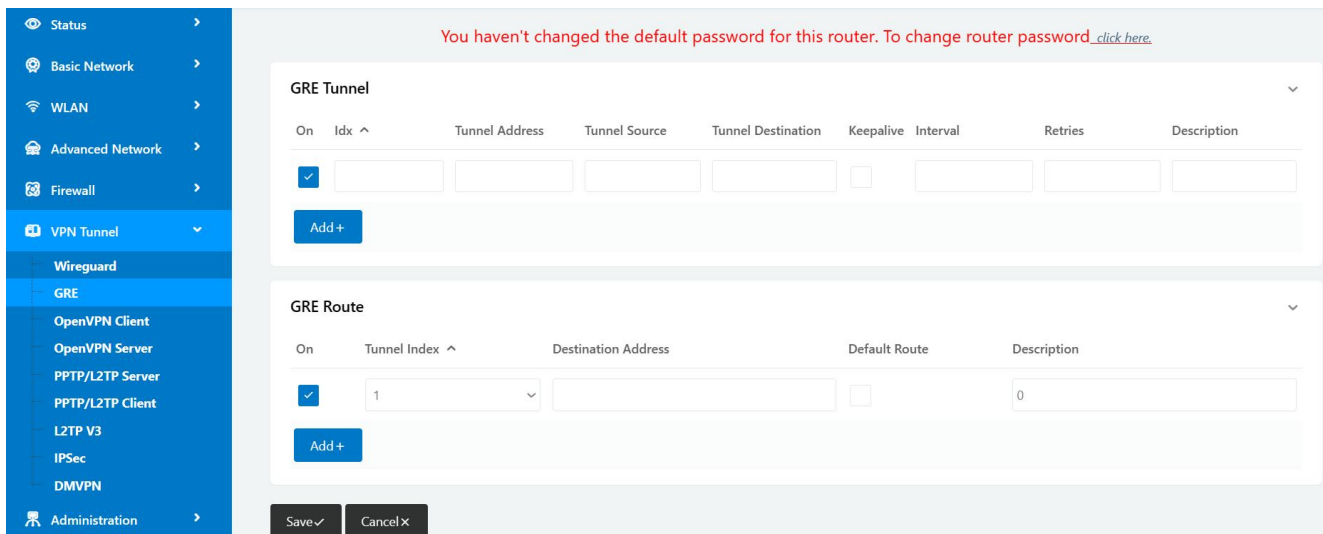 Status
Basic Network
WLAN
Advanced Network
Firewall
VPN Tunnel
Wireguard
GRE
OpenVPN Client
OpenVPN Server
PPTP/L2TP Server
PPTP/L2TP Client
L2TP V3
IPSec
DMVPN
Administration
You haven't changed the default password for this router. To change router password click here.
GRE Tunnel
On Idx Tunnel Address Tunnel Source Tunnel Destination Keepalive Interval Retries Description
Add +
GRE Route
On Tunnel Index Destination Address Default Route Description
1 0
Add +
Save Cancel